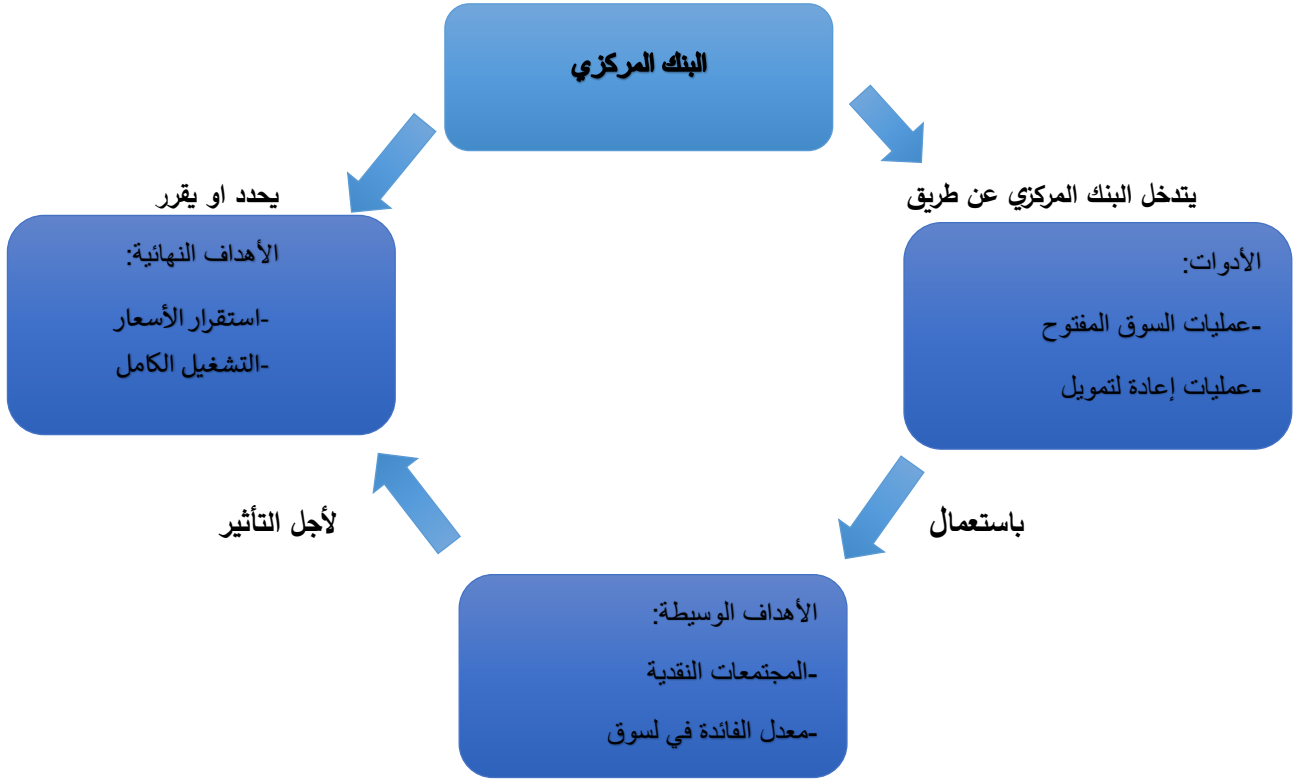 البنك المركزي
يتدخل البنك المركزي عن طريق
يحدد او يقرر
الأدوات:
-عمليات السوق المفتوح
-عمليات إعادة لتمويل
الأهداف النهائية:
-استقرار الأسعار
-التشغيل الكامل
باستعمال
لأجل التأثير
الأهداف الوسيطة:
-المجتمعات النقدية
-معدل الفائدة في لسوق